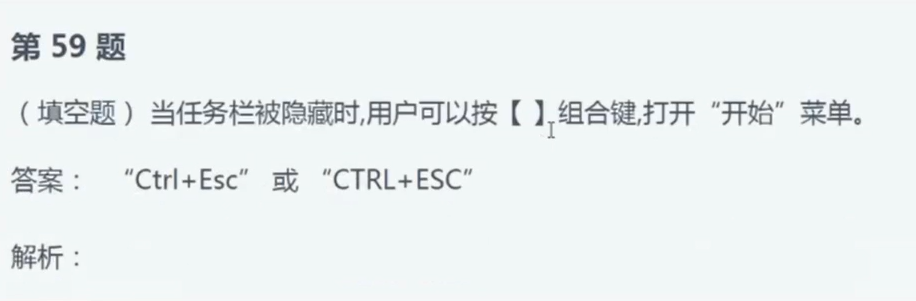 第 59 题
（填空题）当任务栏被隐藏时,用户可以按【 】组合键,打开“开始”菜单。
答案： “Ctrl+Esc” 或 “CTRL+ESC”
解析：